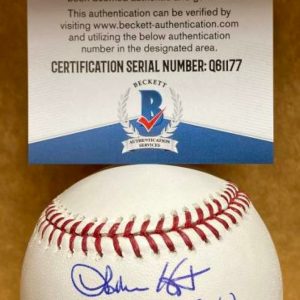 This authentication can be verified by
visiting www.beckett-authentication.com
and utilizing the below authentication
number in the designated area.
CERTIFICATION SERIAL NUMBER: Q61177
BECKETT
B
AUTHENTICATION
SERVICES